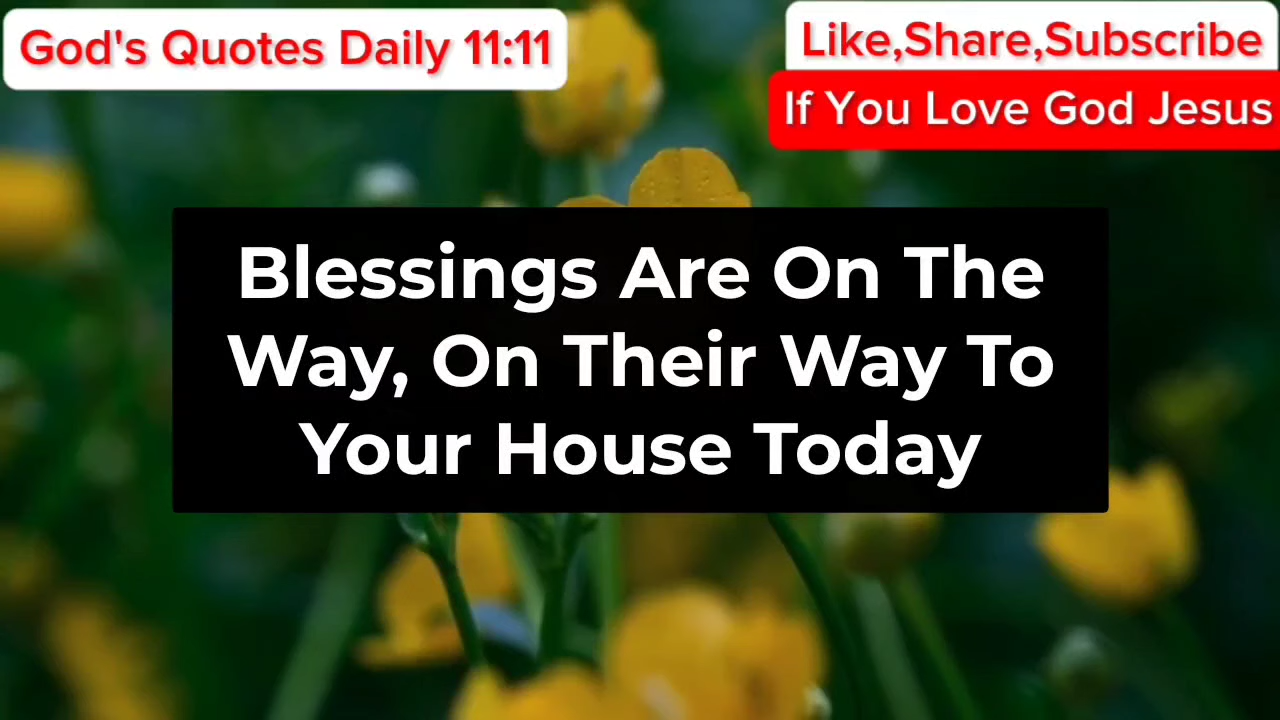 God's Quotes Daily 11:11
Like,Share,Subscribe
If You Love God Jesus
Blessings Are On The
Way, On Their Way To
Your House Today